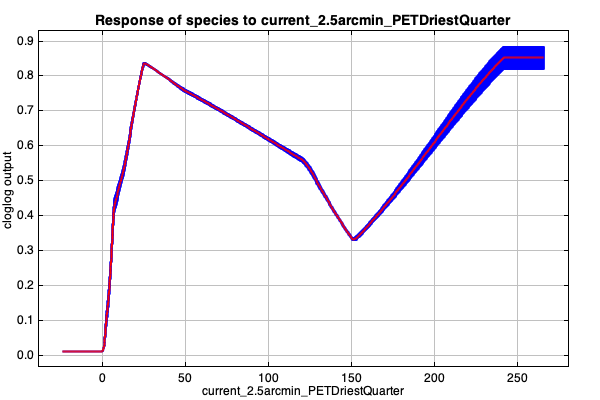 Response of species to current_2.5arcmin_PETDriestQuarter
0.9
0.8
0.7
0.6
0.5
0.4
0.3
0.2
0.1
0.0
cloglog output
0 50 100 150 200 250
current_2.5arcmin_PETDriestQuarter